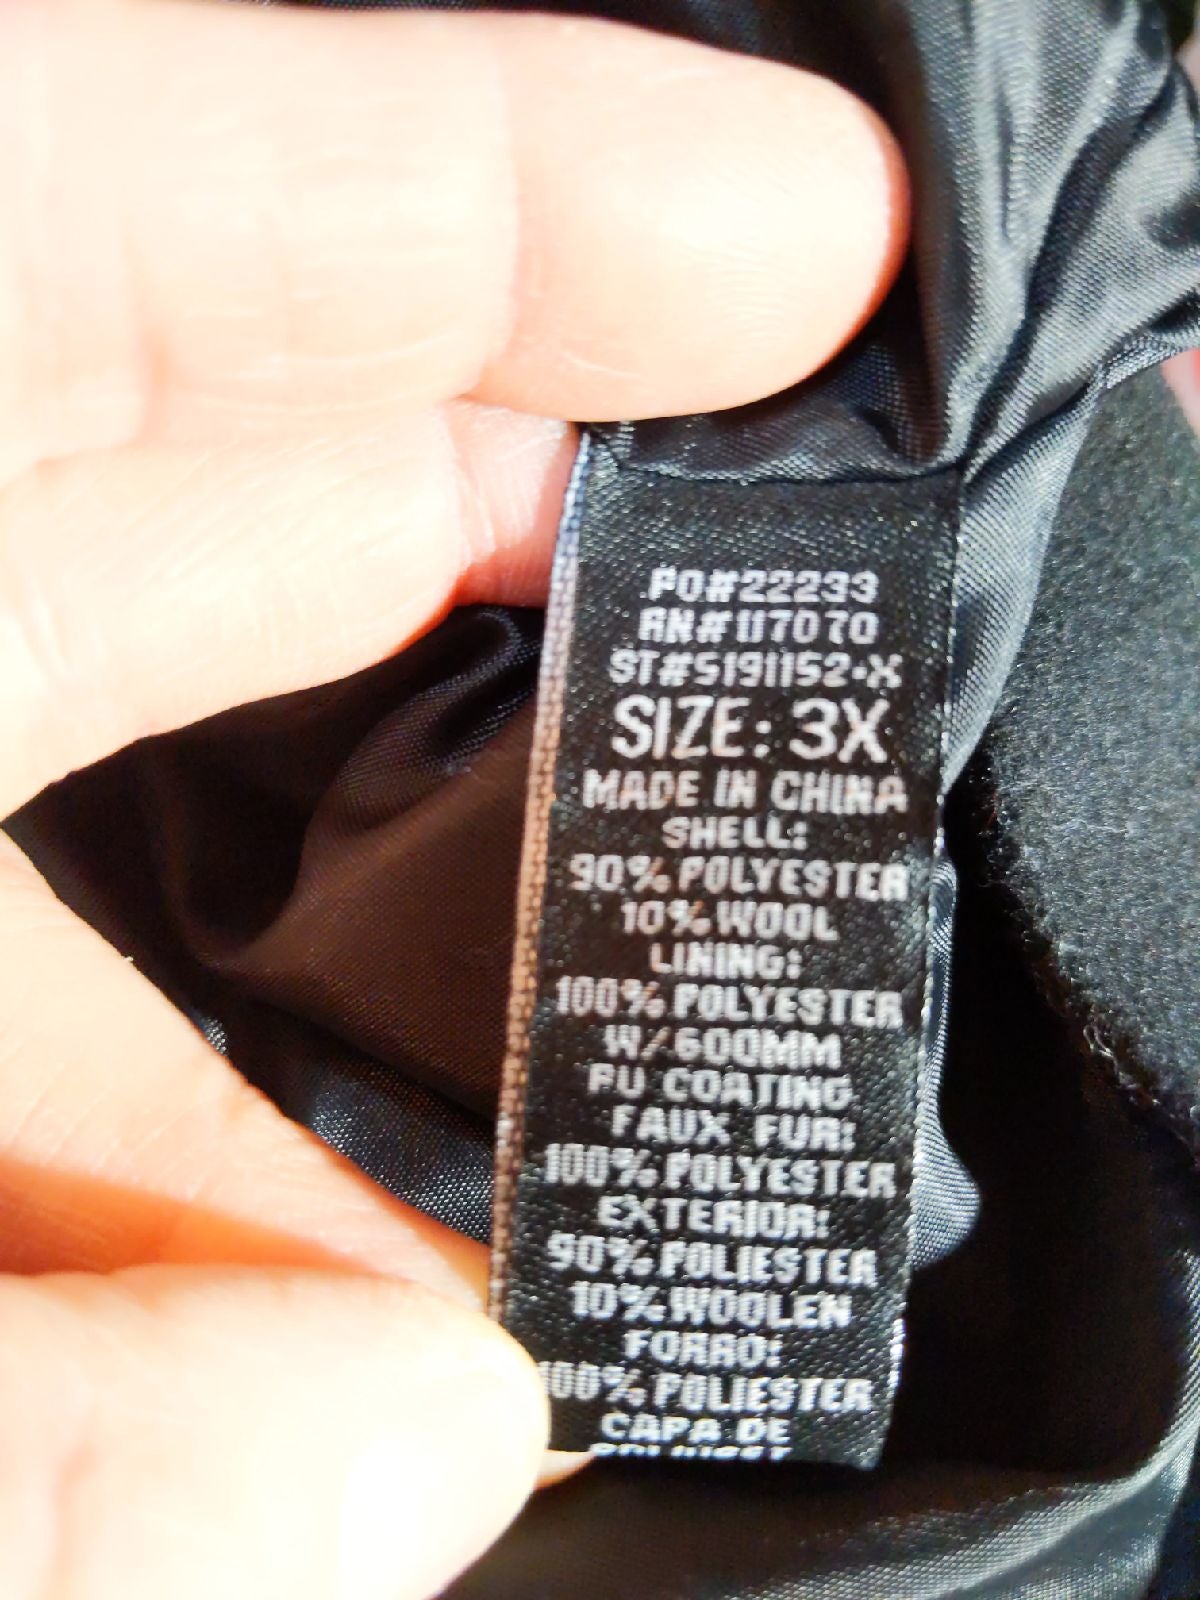 PO#22233
RN#117070
ST#5191152-X
SIZE: 3X
MADE IN CHINA
SHELL:
90% POLYESTER
10% WOOL
LINING:
100% POLYESTER
W/600MM
PU COATING
FAUX FUR:
100% POLYESTER
EXTERIOR:
90% POLIESTER
10% WOOLEN
FORRO:
100% POLIESTER
CAPA DE